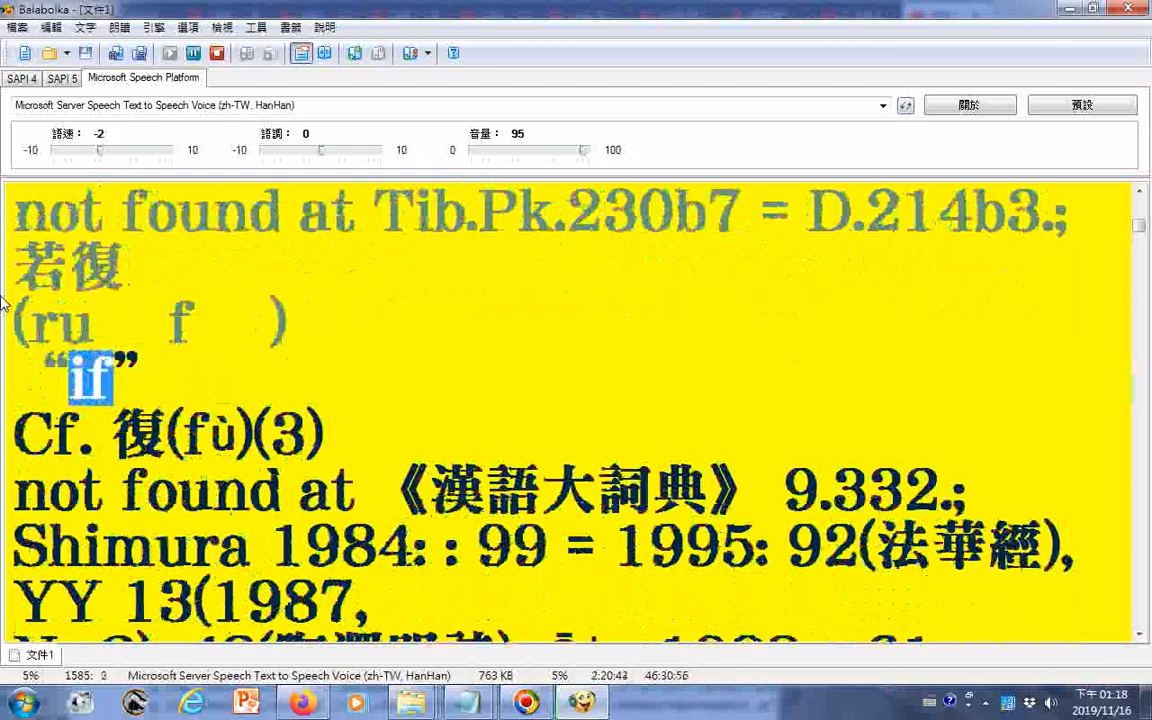 Balabolka - [文件1]
檔案 編輯 文字 朗讀 引擎 選項 檢視 工具 書籤 說明
SAPI 4 SAPI 5 Microsoft Speech Platform
Microsoft Server Speech Text to Speech Voice (zh-TW, HanHan) 關於 預設
語速： -2 語調： 0 音量： 95
-10 10 -10 10 0 100
not found at Tib.Pk.230b7 = D.214b3.;
若復
(ru f )
“if”
Cf. 復(fù)(3)
not found at 《漢語大詞典》 9.332.;
Shimura 1984: : 99 = 1995: 92(法華經),
YY 13(1987,
文件1
5% 1585: 3 Microsoft Server Speech Text to Speech Voice (zh-TW, HanHan) 763 KB 5% 2:20:43 46:30:56
下午 01:18
2019/11/16